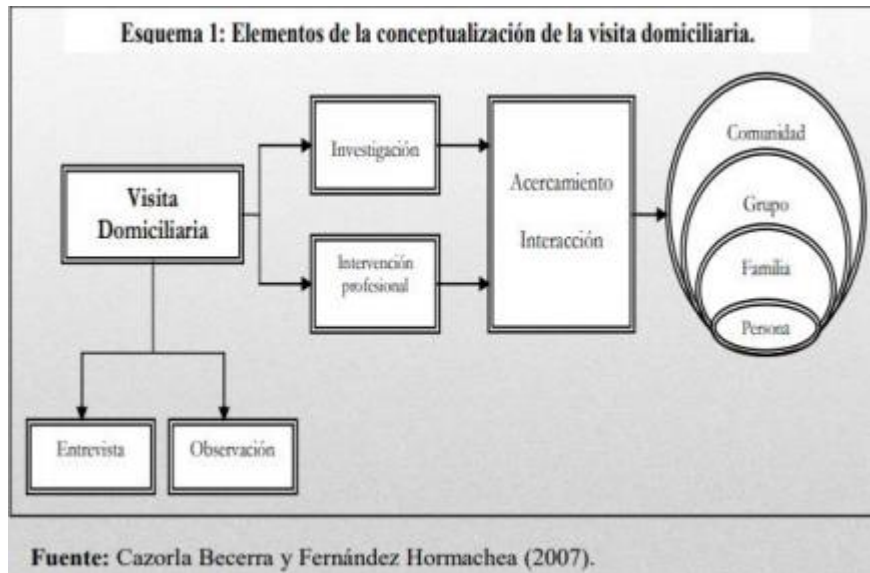 Esquema 1: Elementos de la conceptualización de la visita domiciliaria.
Visita
Domiciliaria
Investigación
Intervención
profesional
Acercamiento
Interacción
Comunidad
Grupo
Familia
Persona
Entrevista
Observación
Fuente: Cazorla Becerra y Fernández Hormachea (2007).